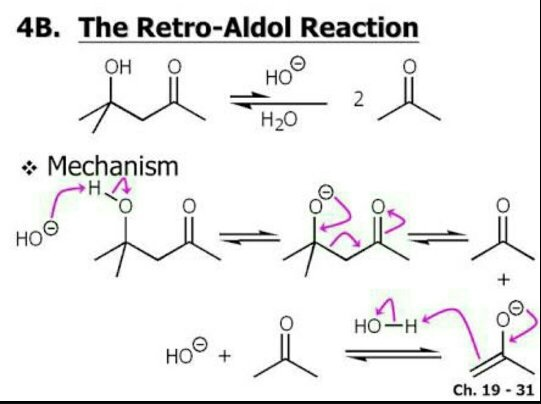 4B. The Retro-Aldol Reaction
OH O HO⊖ O
H₂O 2
❖ Mechanism
H
O O O⊖ O O
HO⊖
+
O HO–H O⊖
HO⊖ +
Ch. 19 - 31